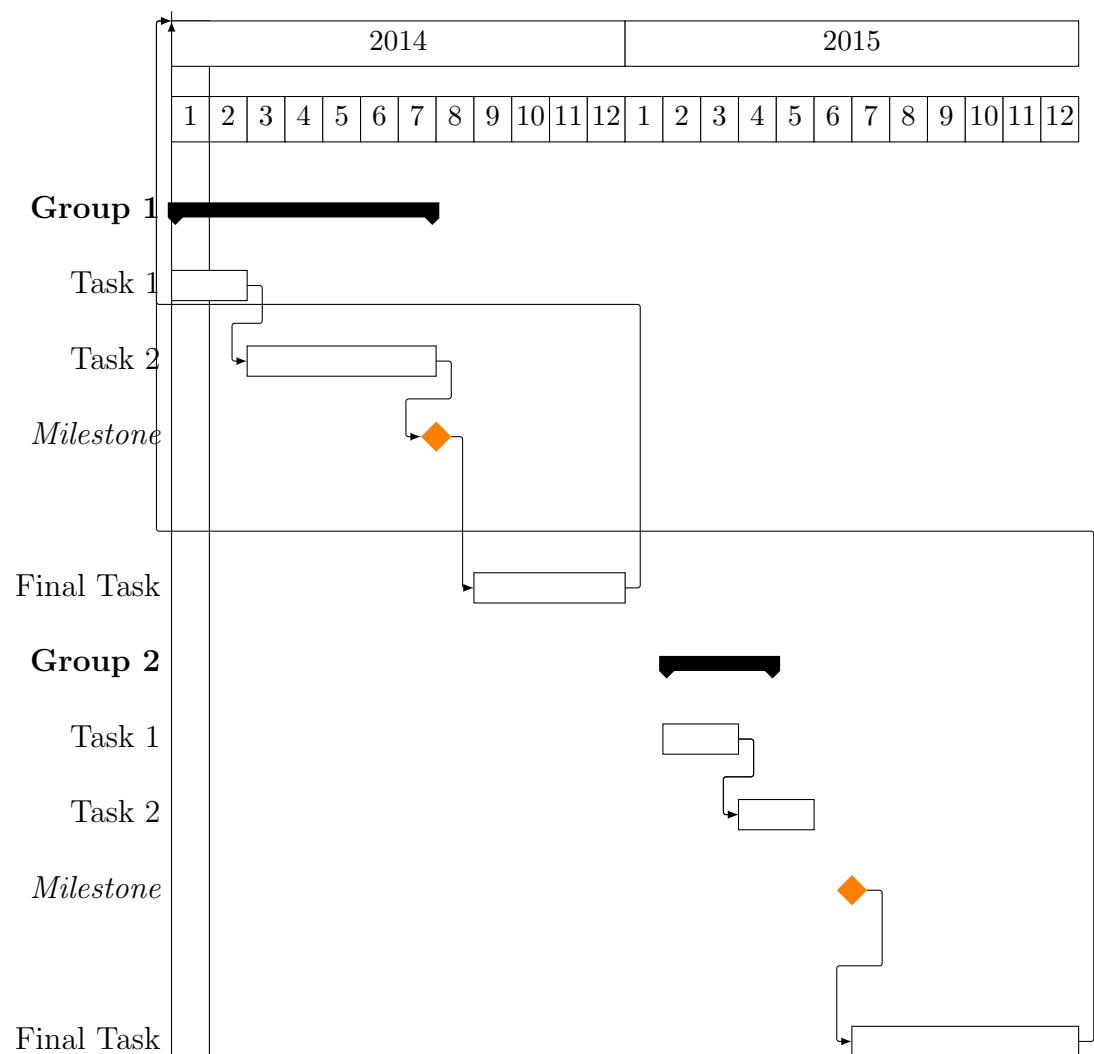 2014 2015
1 2 3 4 5 6 7 8 9 10 11 12 1 2 3 4 5 6 7 8 9 10 11 12
Group 1
Task 1
Task 2
Milestone
Final Task
Group 2
Task 1
Task 2
Milestone
Final Task